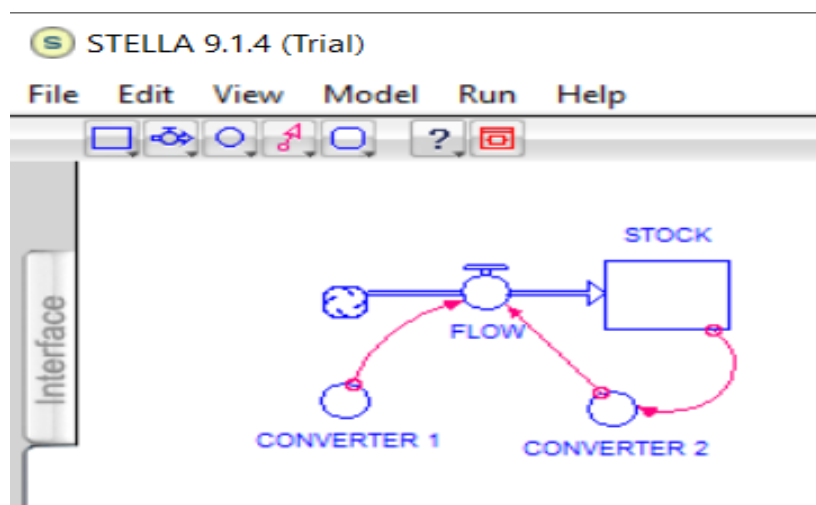 S STELLA 9.1.4 (Trial)
File Edit View Model Run Help
?
Interface
STOCK
FLOW
CONVERTER 1
CONVERTER 2